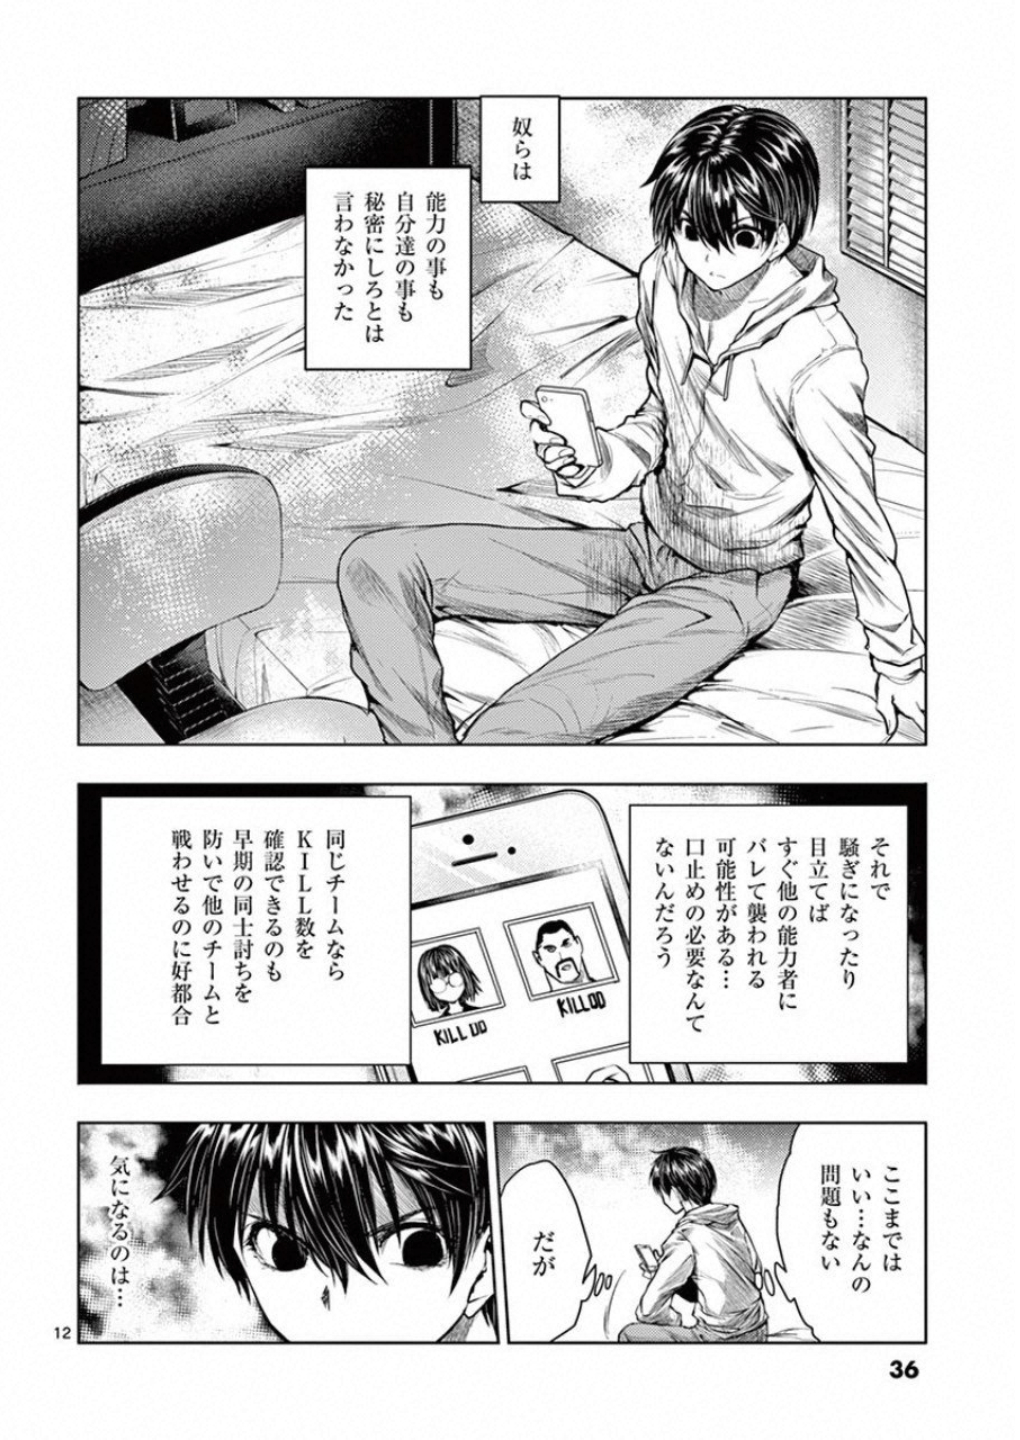 奴らは
能力の事も
自分達の事も
秘密にしろとは
言わなかった
それで
騒ぎになったり
目立てば
すぐ他の能力者に
バレて襲われる
可能性がある…
口止めの必要なんて
ないんだろう
KILL 00
KILL 00
同じチームなら
KILL数を
確認できるのも
早期の同士討ちを
防いで他のチームと
戦わせるのに好都合
ここまでは
いい…なんの
問題もない
だが
気になるのは…
12
36